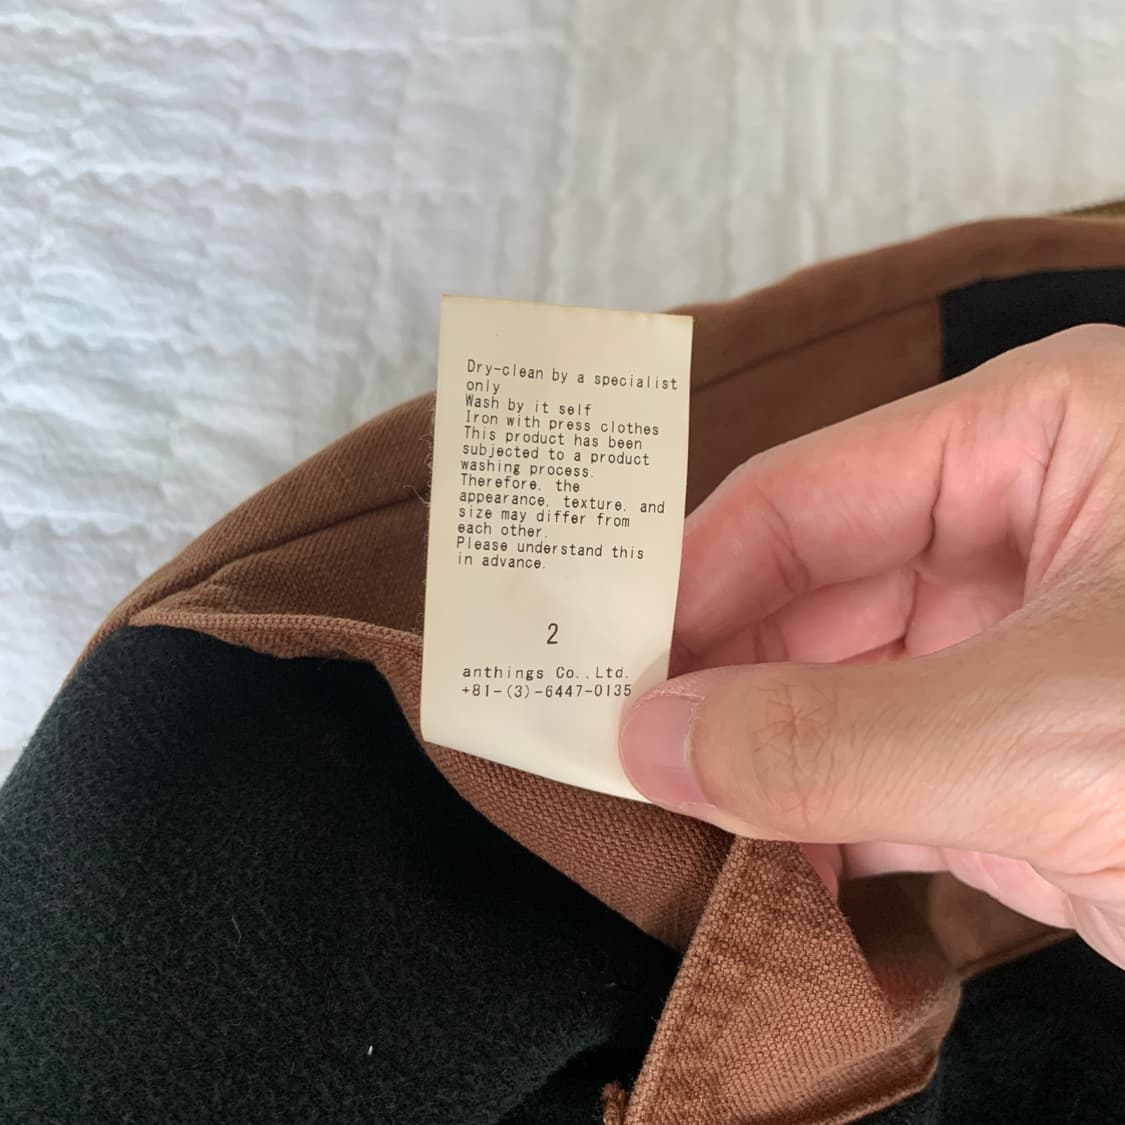 Dry-clean by a specialist
only
Wash by it self
Iron with press clothes
This product has been
subjected to a product
washing process.
Therefore, the
appearance, texture, and
size may differ from
each other.
Please understand this
in advance.
2
anthings Co.,Ltd.
+81-(3)-6447-0135